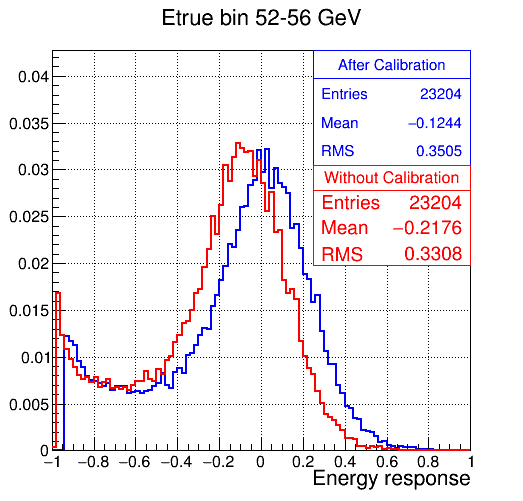 Etrue bin 52-56 GeV
After Calibration
Entries 23204
Mean −0.1244
RMS 0.3505
Without Calibration
Entries 23204
Mean −0.2176
RMS 0.3308
0.04
0.035
0.03
0.025
0.02
0.015
0.01
0.005
0
−1 −0.8 −0.6 −0.4 −0.2 0 0.2 0.4 0.6 0.8 1
Energy response